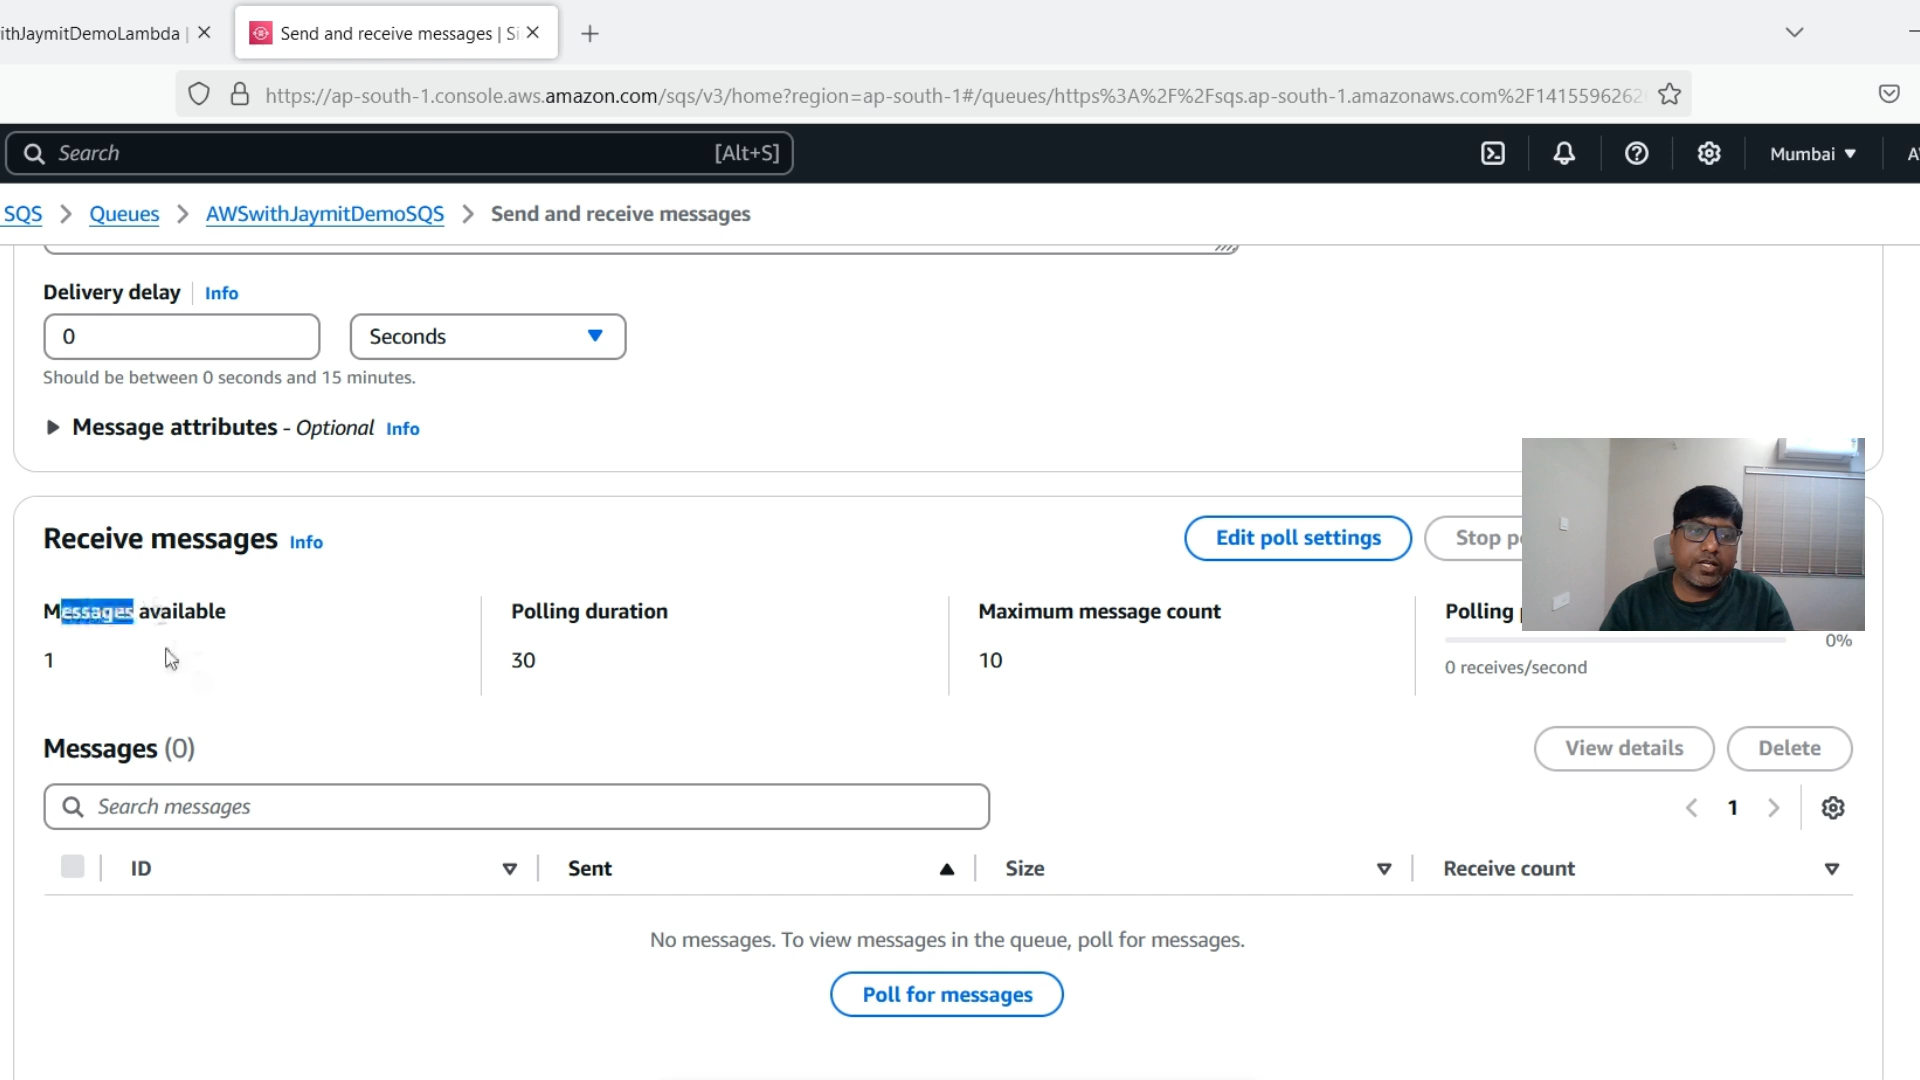 ithJaymitDemoLambda |
Send and receive messages | Si
https://ap-south-1.console.aws.amazon.com/sqs/v3/home?region=ap-south-1#/queues/https%3A%2F%2Fsqs.ap-south-1.amazonaws.com%2F1415596262
Search [Alt+S] Mumbai
SQS > Queues > AWSwithJaymitDemoSQS > Send and receive messages
Delivery delay Info
0 Seconds
Should be between 0 seconds and 15 minutes.
Message attributes - Optional Info
Receive messages Info Edit poll settings Stop
Messages available Polling duration Maximum message count Polling
1 30 10 0%
0 receives/second
Messages (0) View details Delete
Search messages 1
ID Sent Size Receive count
No messages. To view messages in the queue, poll for messages.
Poll for messages